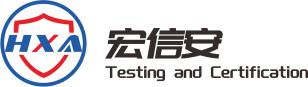 HXA
宏信安
Testing and Certification